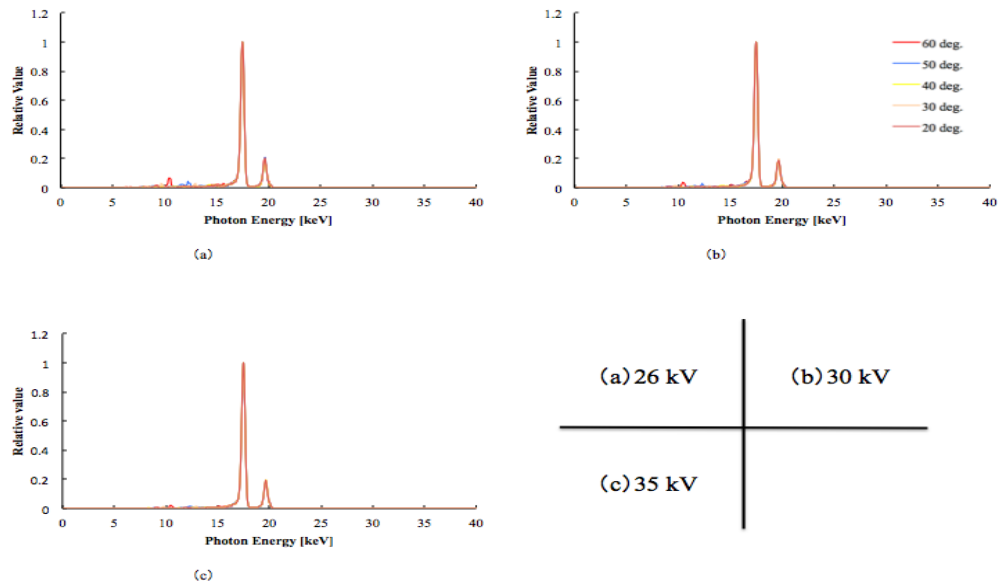 1.2
1
0.8
0.6
0.4
0.2
0
Relative Value
0 5 10 15 20 25 30 35 40
Photon Energy [keV]
(a)
1.2
1
0.8
0.6
0.4
0.2
0
Relative Value
0 5 10 15 20 25 30 35 40
Photon Energy [keV]
60 deg.
50 deg.
40 deg.
30 deg.
20 deg.
(b)
1.2
1
0.8
0.6
0.4
0.2
0
Relative value
0 5 10 15 20 25 30 35 40
Photon Energy [keV]
(c)
(a) 26 kV
(b) 30 kV
(c) 35 kV